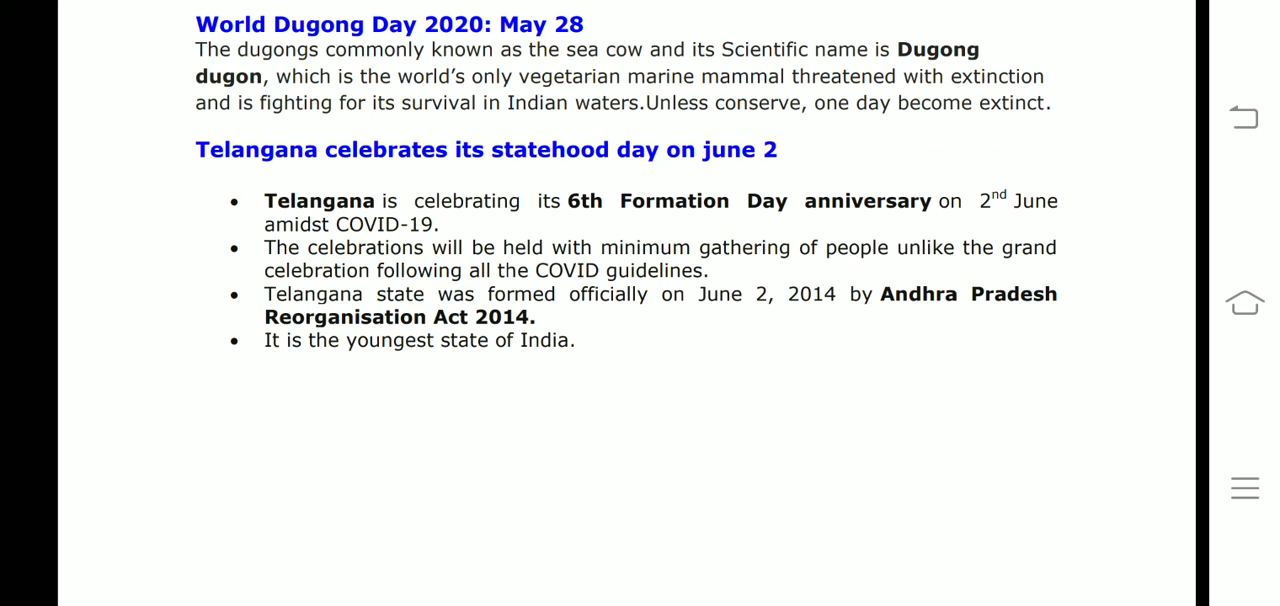 World Dugong Day 2020: May 28
The dugongs commonly known as the sea cow and its Scientific name is Dugong
dugon, which is the world’s only vegetarian marine mammal threatened with extinction
and is fighting for its survival in Indian waters.Unless conserve, one day become extinct.
Telangana celebrates its statehood day on june 2
• Telangana is celebrating its 6th Formation Day anniversary on 2nd June
amidst COVID-19.
• The celebrations will be held with minimum gathering of people unlike the grand
celebration following all the COVID guidelines.
• Telangana state was formed officially on June 2, 2014 by Andhra Pradesh
Reorganisation Act 2014.
• It is the youngest state of India.